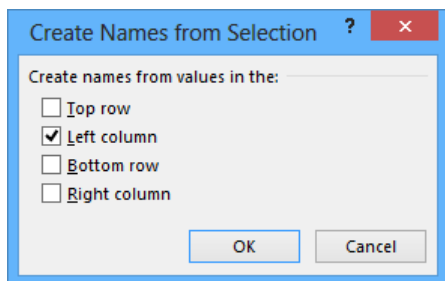 Create Names from Selection ? ×
Create names from values in the:
Top row
Left column
Bottom row
Right column
OK Cancel